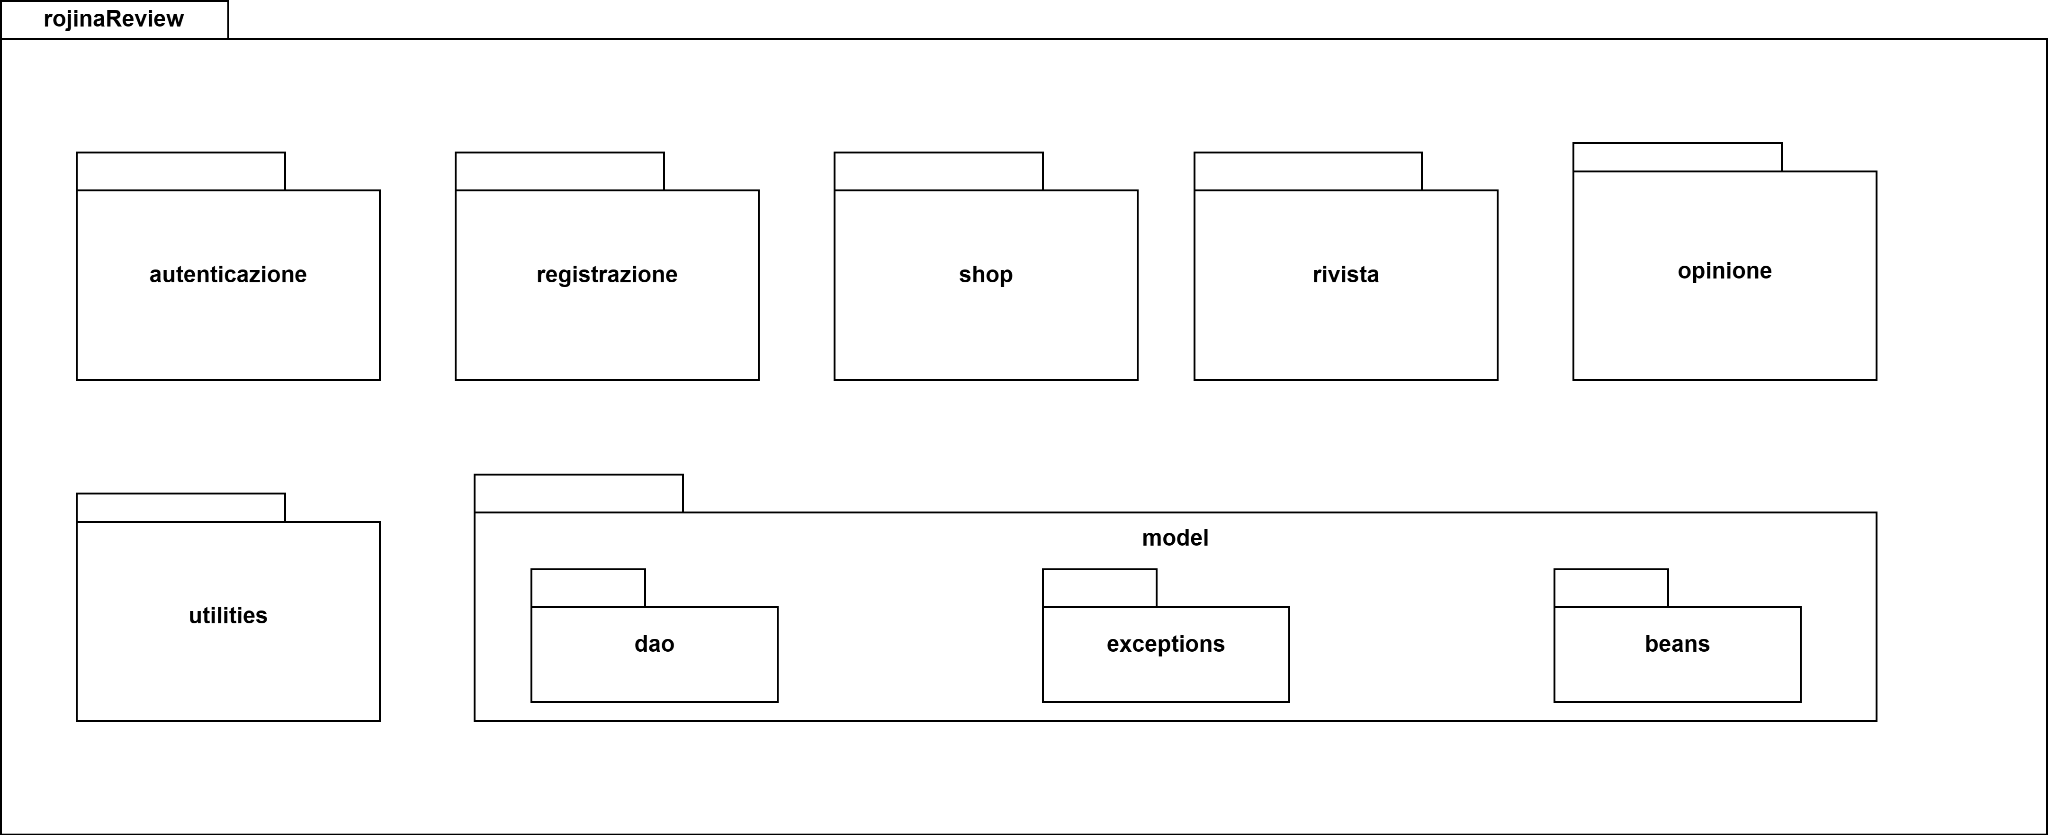 rojinaReview
autenticazione
registrazione
shop
rivista
opinione
utilities
model
dao
exceptions
beans